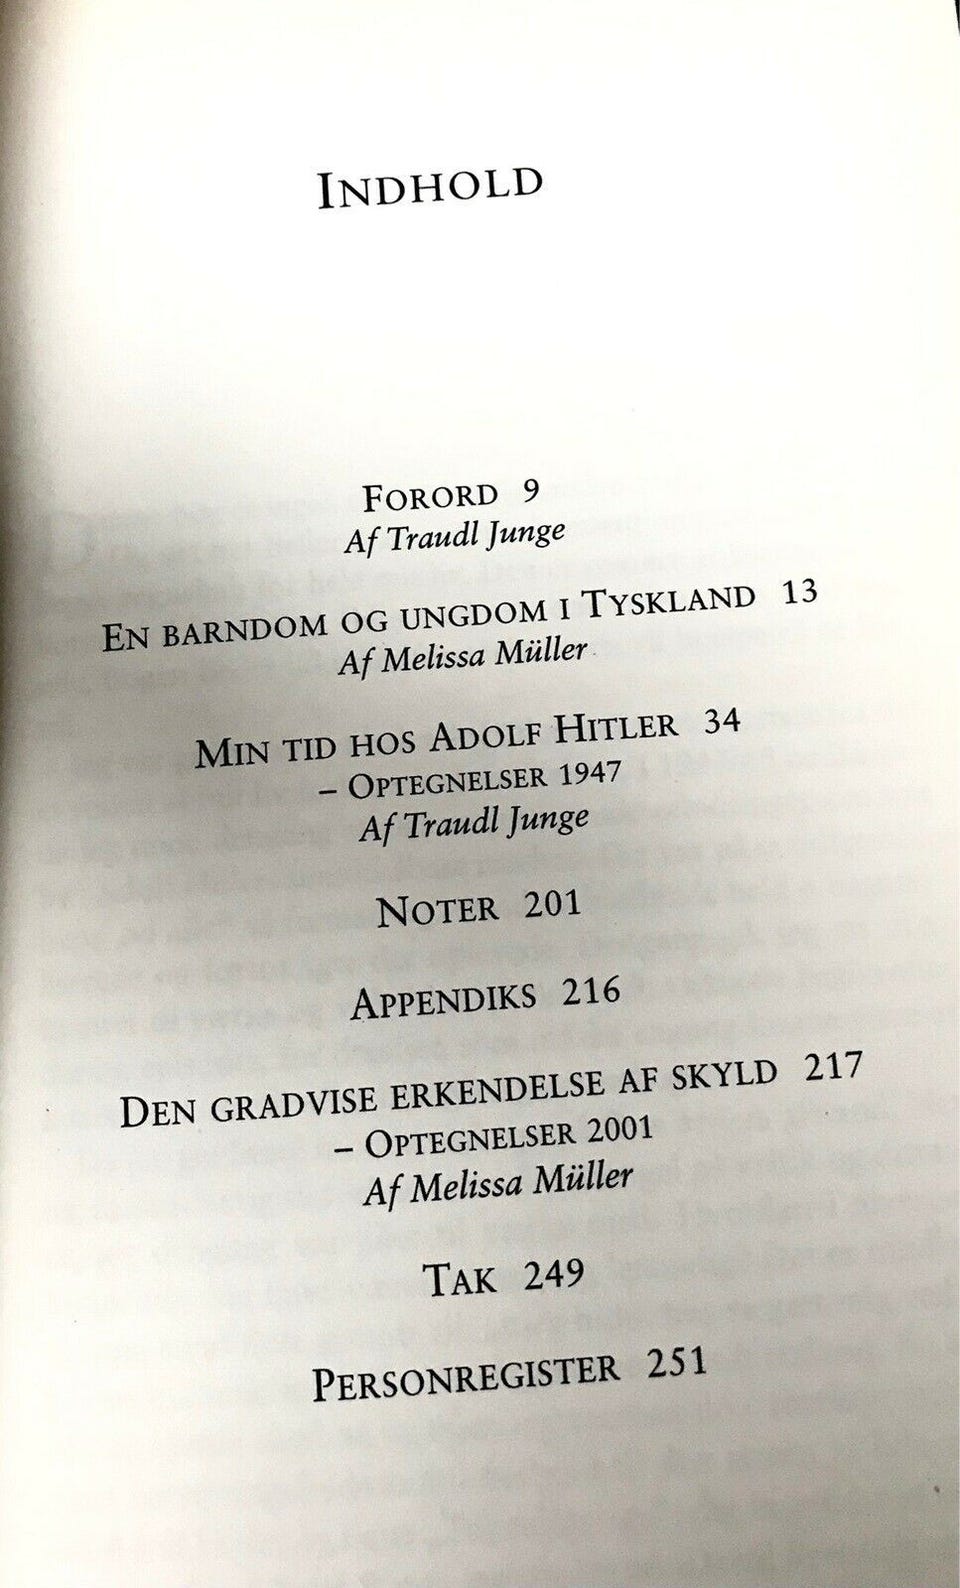 INDHOLD
FORORD 9
Af Traudl Junge
EN BARNDOM OG UNGDOM I TYSKLAND 13
Af Melissa Müller
MIN TID HOS ADOLF HITLER 34
– OPTEGNELSER 1947
Af Traudl Junge
NOTER 201
APPENDIKS 216
DEN GRADVISE ERKENDELSE AF SKYLD 217
– OPTEGNELSER 2001
Af Melissa Müller
TAK 249
PERSONREGISTER 251